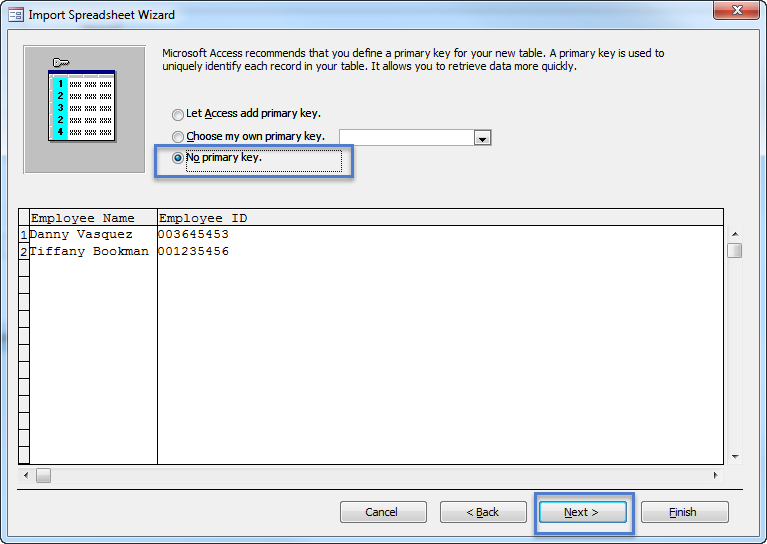 Import Spreadsheet Wizard
Microsoft Access recommends that you define a primary key for your new table. A primary key is used to
uniquely identify each record in your table. It allows you to retrieve data more quickly.
1 xxx xxx xxx
2 xxx xxx xxx
3 xxx xxx xxx
2 xxx xxx xxx
4 xxx xxx xxx
Let Access add primary key.
Choose my own primary key.
No primary key.
Employee Name Employee ID
1 Danny Vasquez 003645453
2 Tiffany Bookman 001235456
Cancel < Back Next > Finish